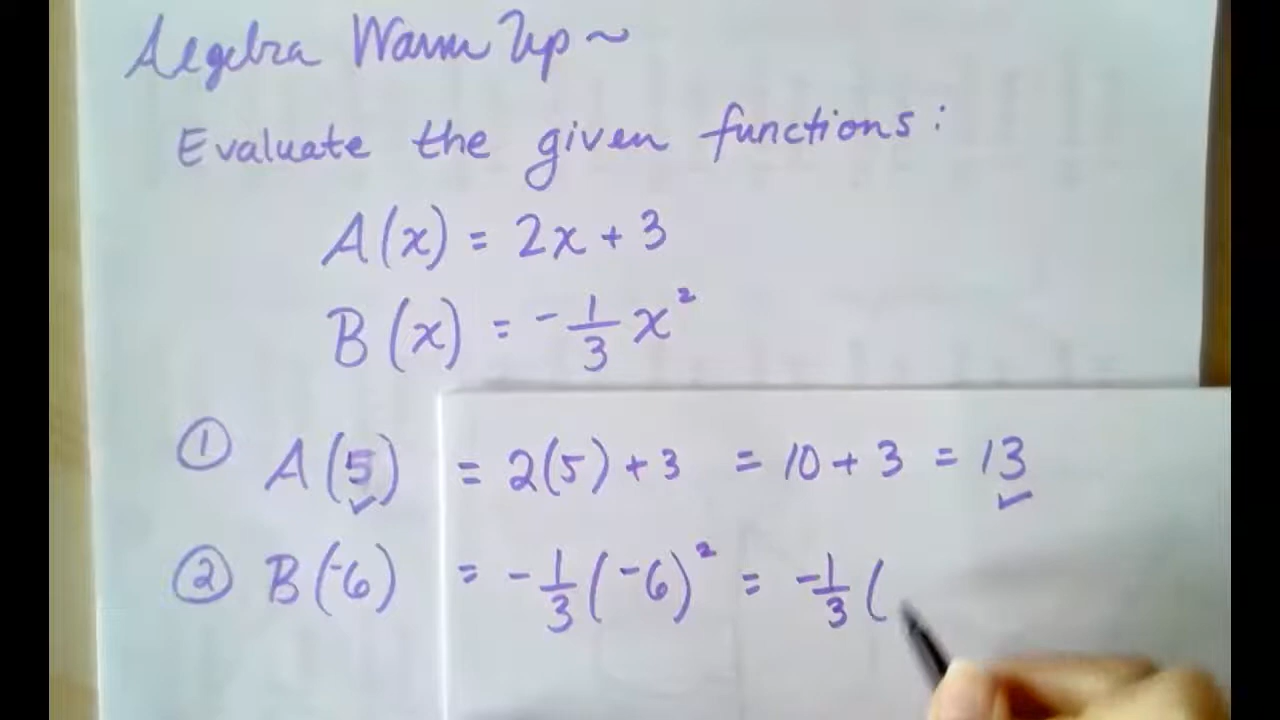 Algebra Warm Up ~
Evaluate the given functions:
A(x) = 2x + 3
B(x) = -1/3 x²
① A(5) = 2(5) + 3 = 10 + 3 = 13
② B(-6) = -1/3 (-6)² = -1/3 (